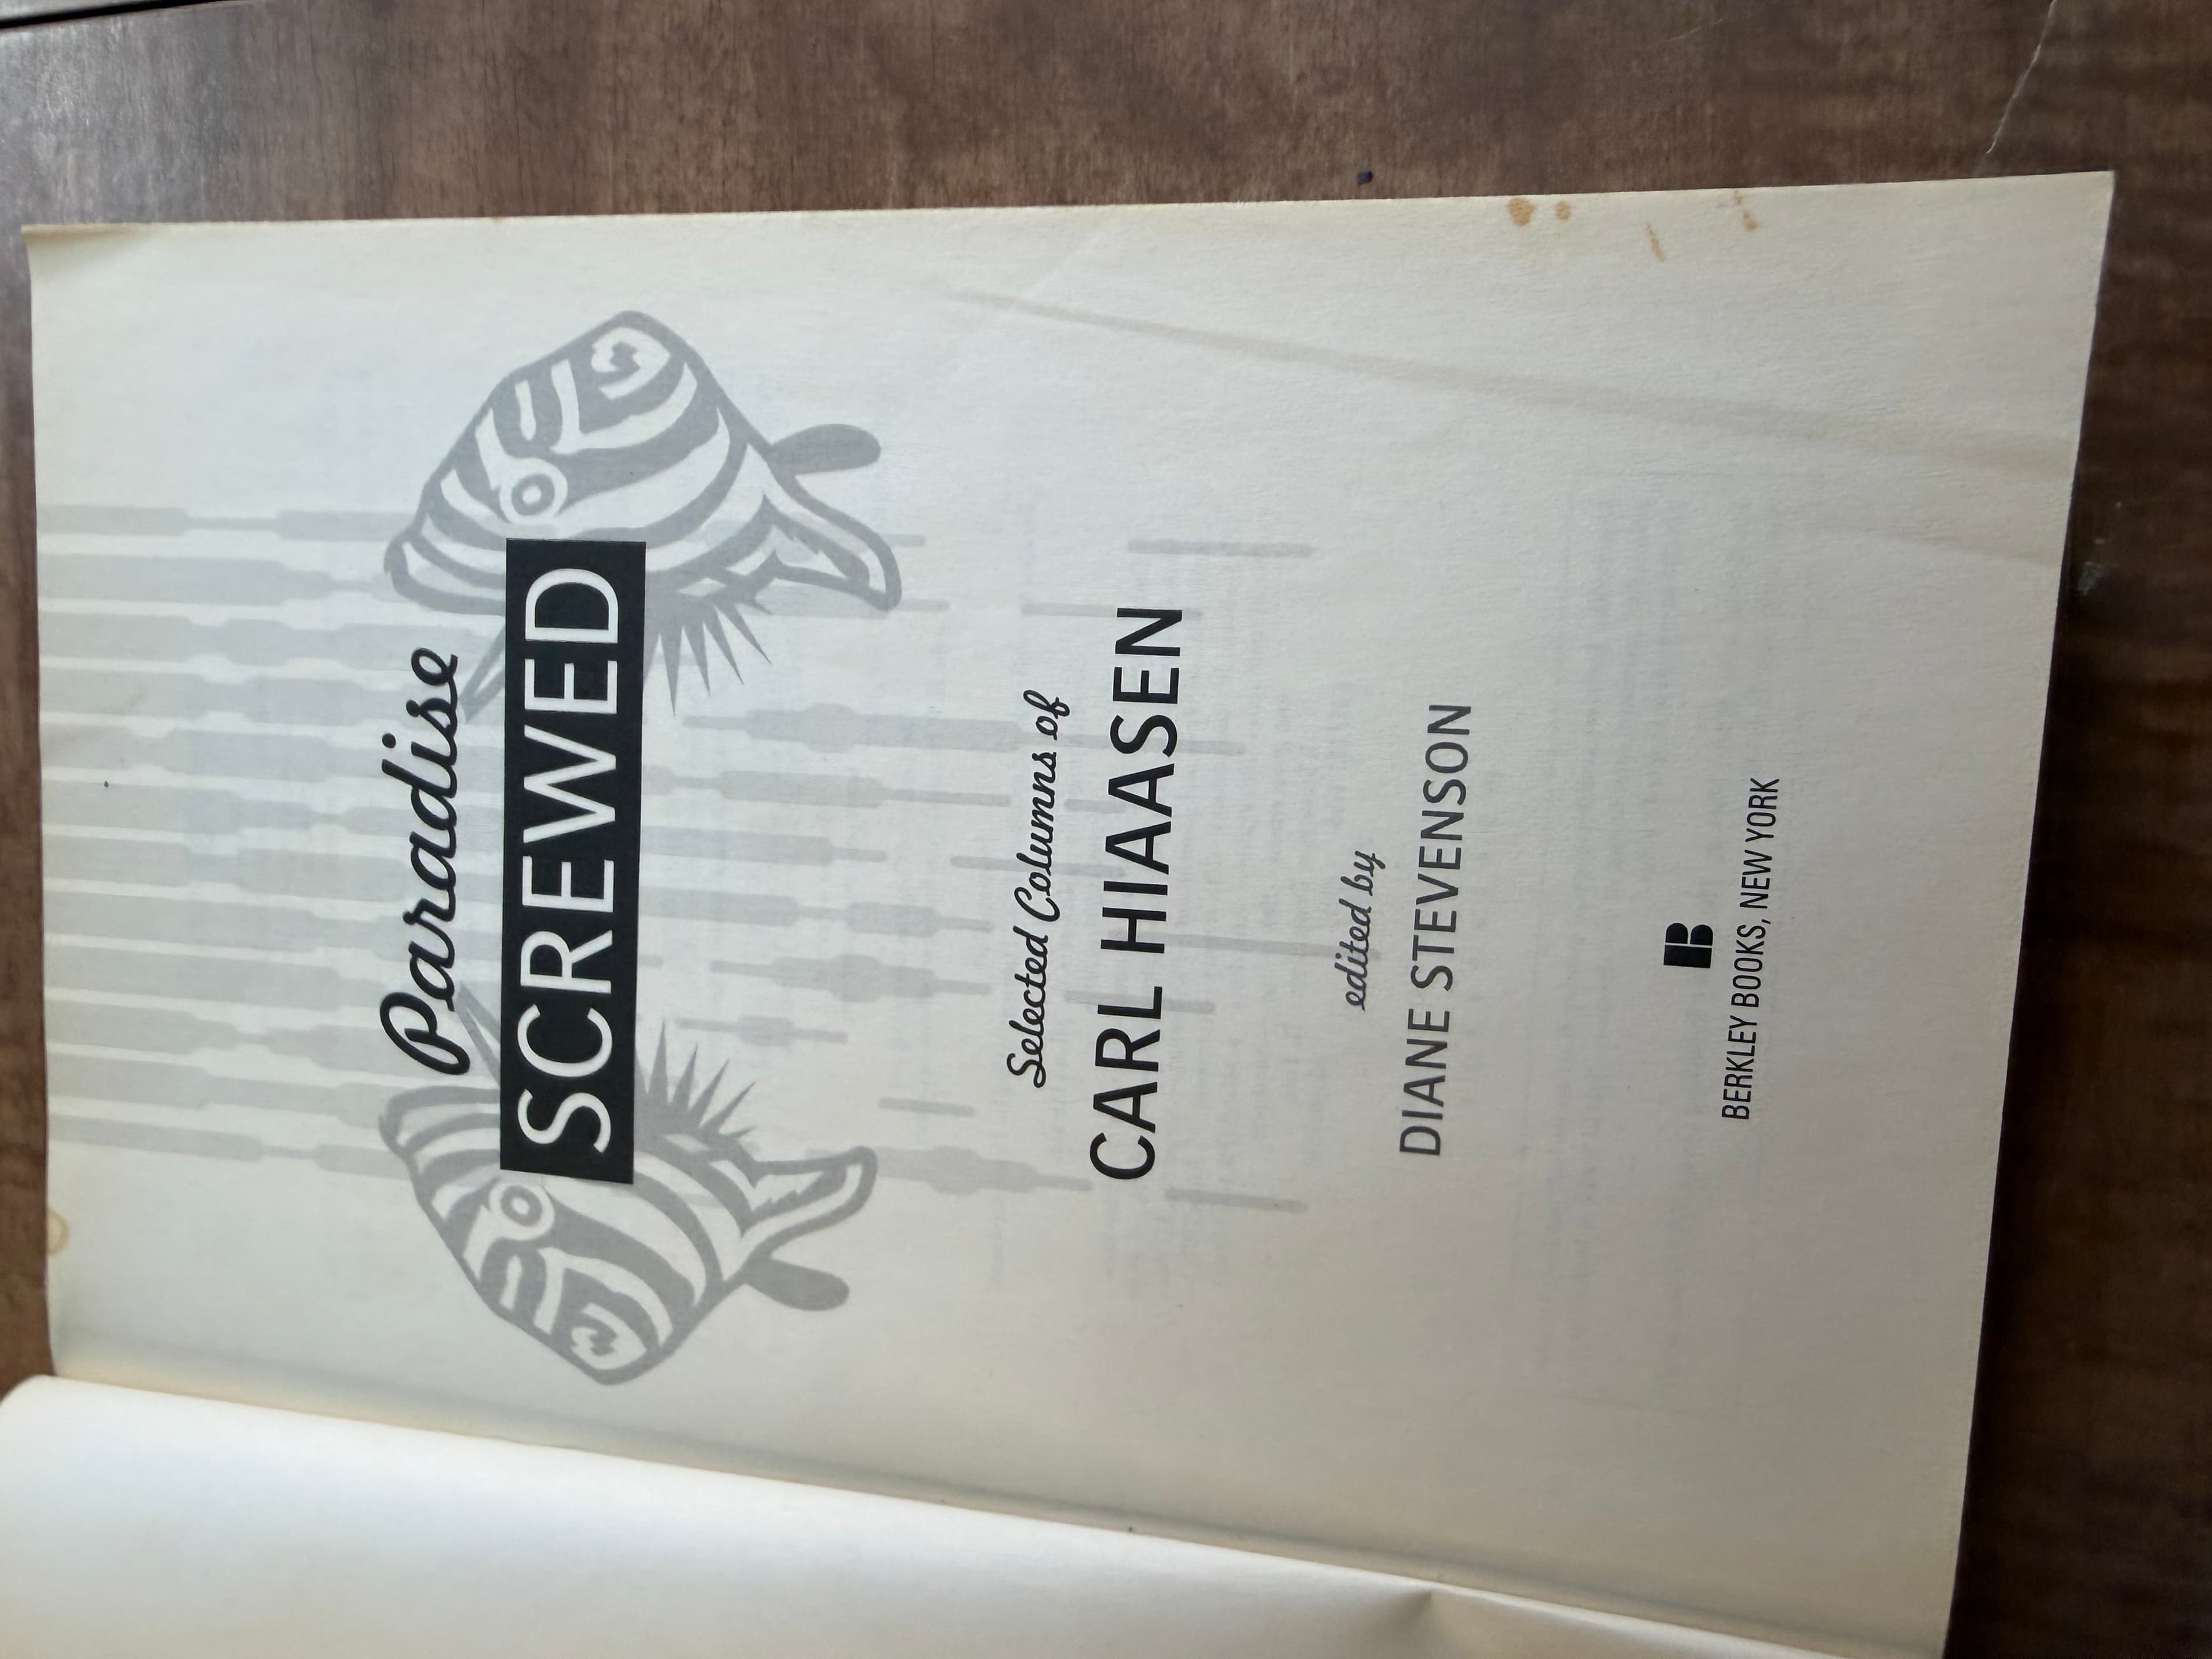 Paradise
SCREWED
Selected Columns of
CARL HIAASEN
edited by
DIANE STEVENSON
B
BERKLEY BOOKS, NEW YORK